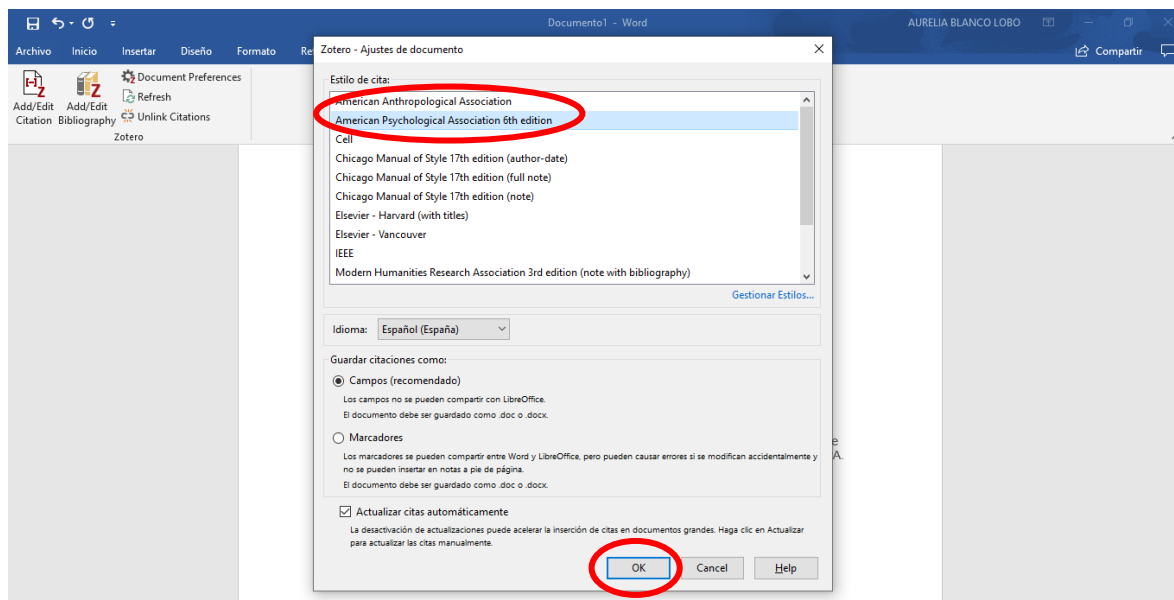 Documento1 - Word
AURELIA BLANCO LOBO
Archivo Inicio Insertar Diseño Formato Re
Compartir
Add/Edit Citation
Add/Edit Bibliography
Document Preferences
Refresh
Unlink Citations
Zotero
Zotero - Ajustes de documento
Estilo de cita:
American Anthropological Association
American Psychological Association 6th edition
Cell
Chicago Manual of Style 17th edition (author-date)
Chicago Manual of Style 17th edition (full note)
Chicago Manual of Style 17th edition (note)
Elsevier - Harvard (with titles)
Elsevier - Vancouver
IEEE
Modern Humanities Research Association 3rd edition (note with bibliography)
Gestionar Estilos...
Idioma: Español (España)
Guardar citaciones como:
Campos (recomendado)
Los campos no se pueden compartir con LibreOffice.
El documento debe ser guardado como .doc o .docx.
Marcadores
Los marcadores se pueden compartir entre Word y LibreOffice, pero pueden causar errores si se modifican accidentalmente y
no se pueden insertar en notas a pie de página.
El documento debe ser guardado como .doc o .docx.
e
A.
Actualizar citas automáticamente
La desactivación de actualizaciones puede acelerar la inserción de citas en documentos grandes. Haga clic en Actualizar
para actualizar las citas manualmente.
OK Cancel Help